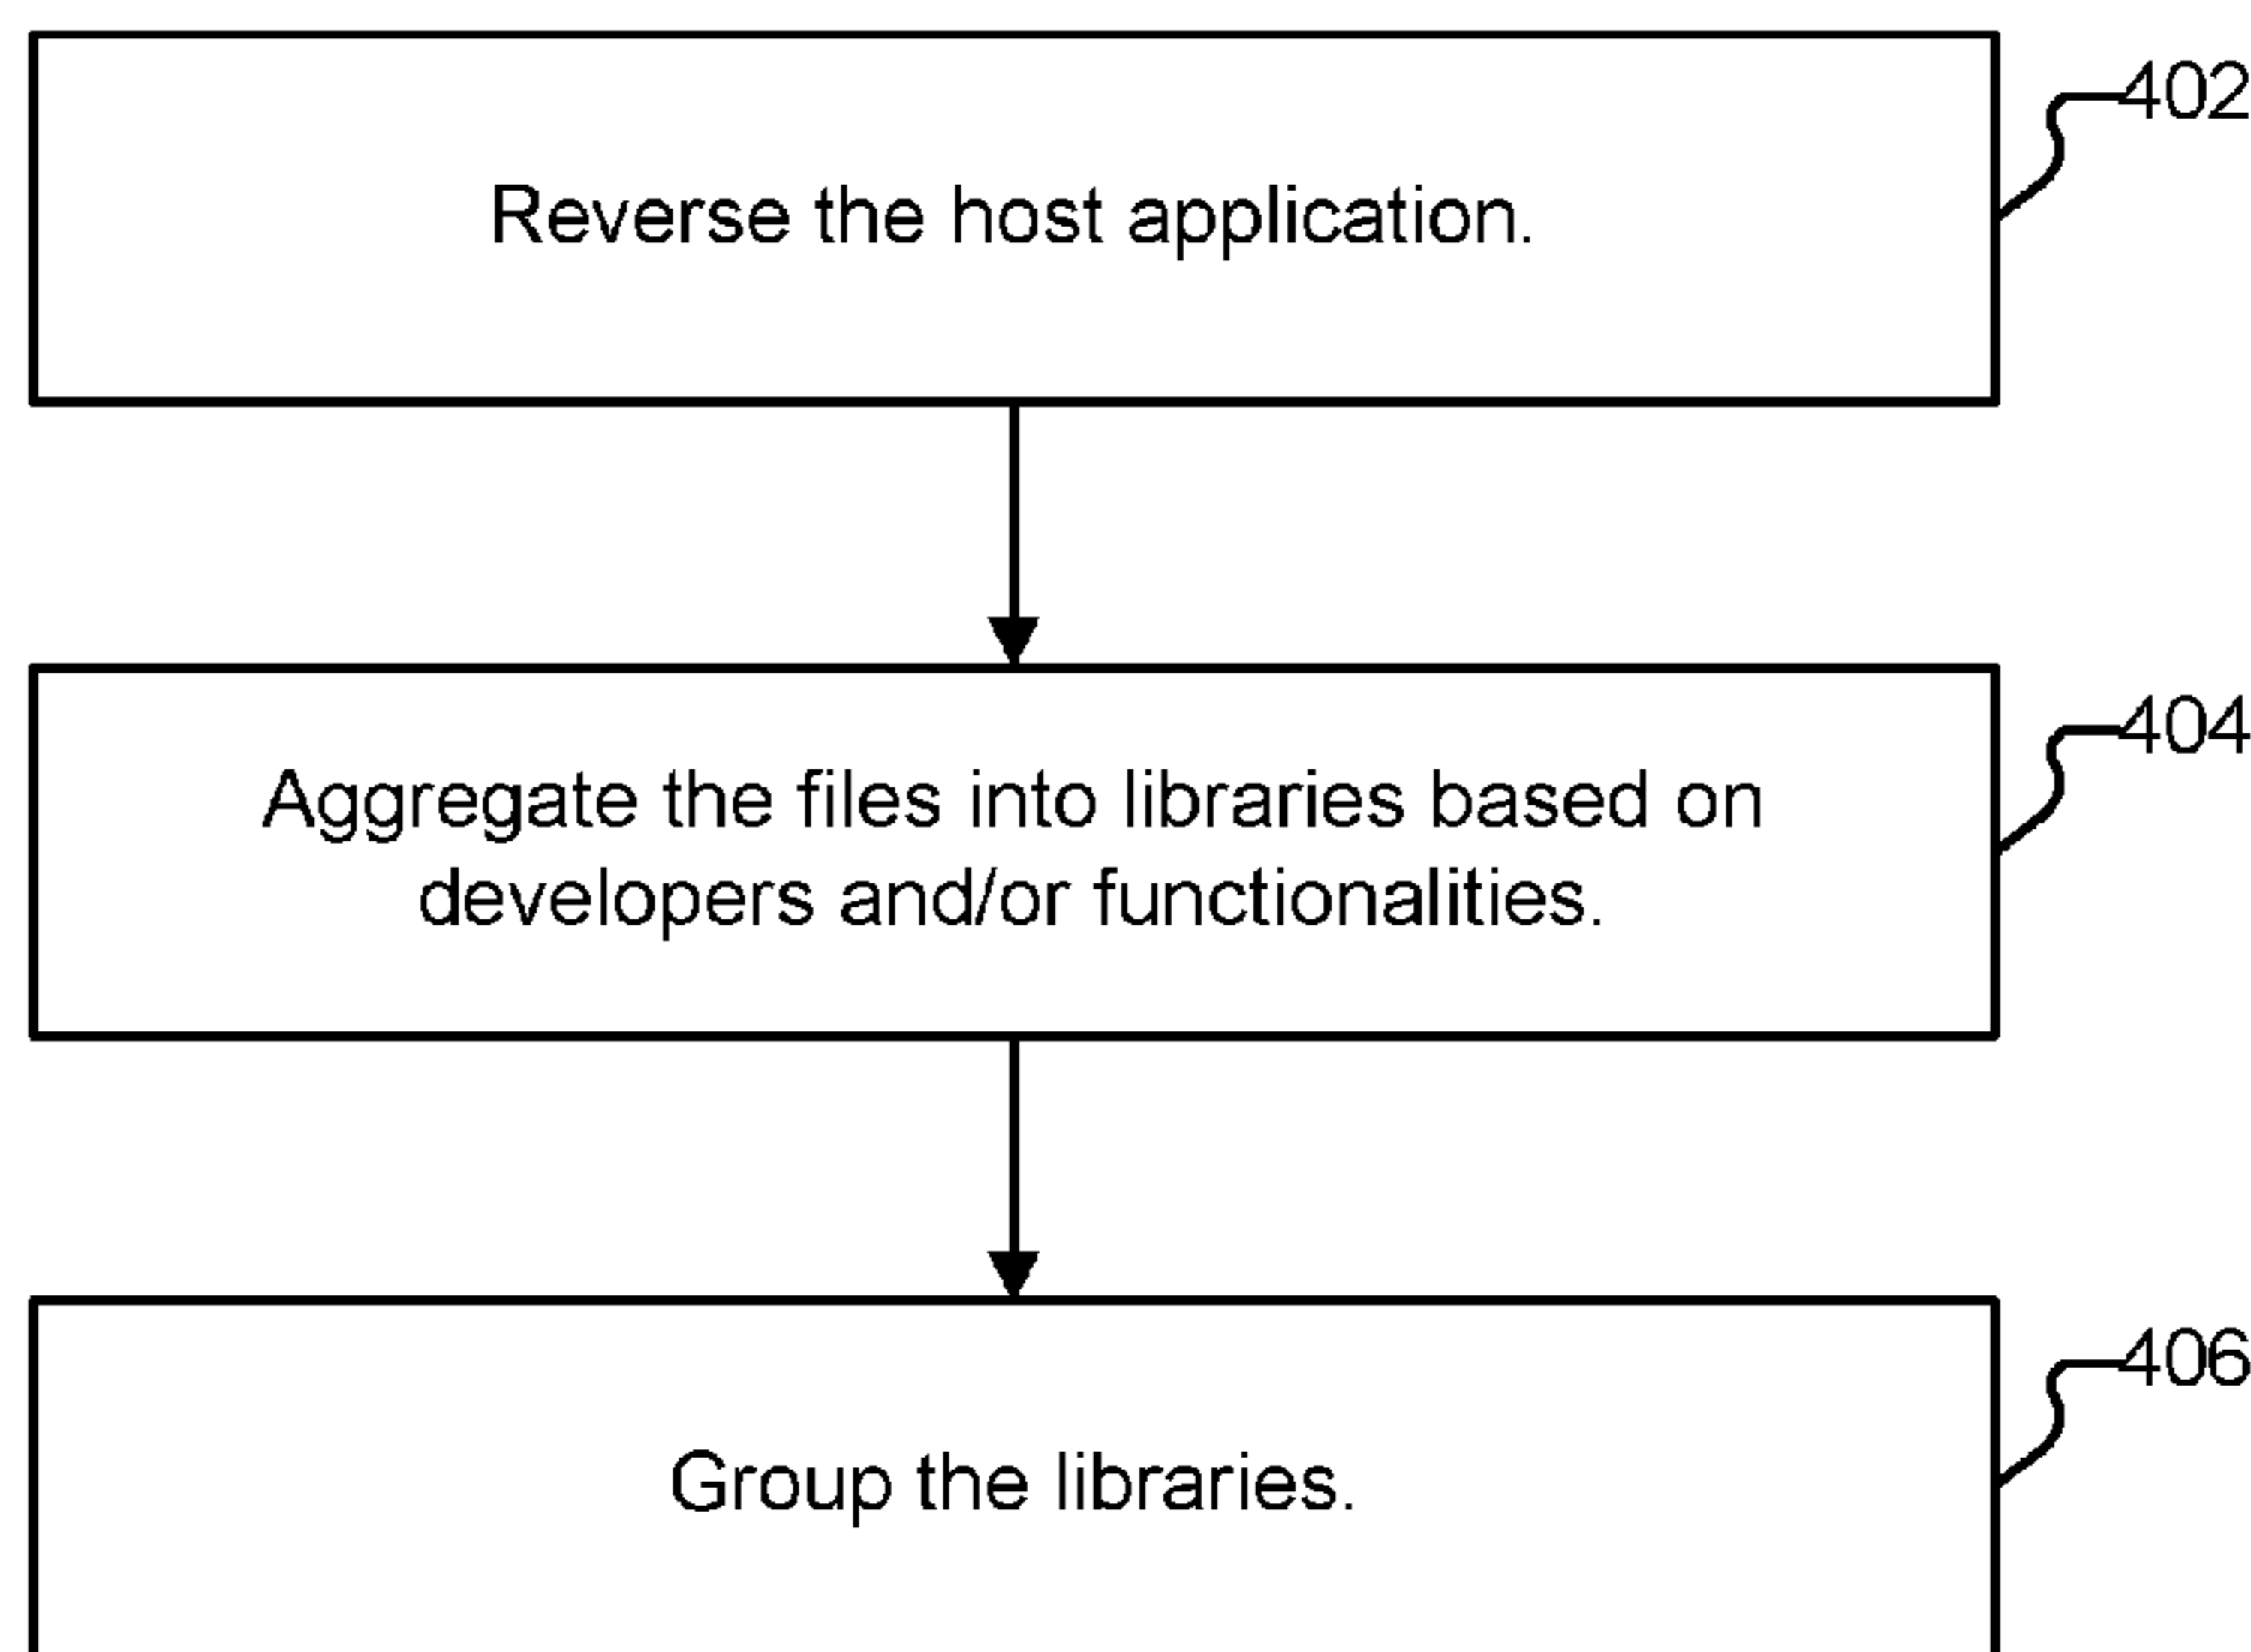 402
Reverse the host application.
404
Aggregate the files into libraries based on
developers and/or functionalities.
406
Group the libraries.